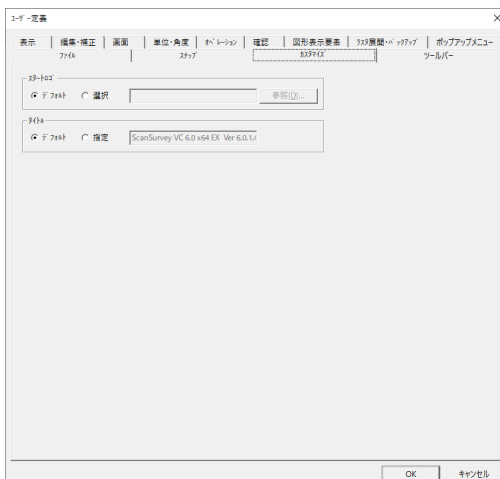 ユーザー定義
表示 編集・補正 画面 単位・角度 オペレーション 確認 図形表示要素 ラスタ展開・バックアップ ポップアップメニュー
ファイル スナップ カスタマイズ ツールバー
スタートロゴ
デフォルト 選択 参照(O)...
タイトル
デフォルト 指定 ScanSurvey VC 6.0 x64 EX Ver 6.0.1.
OK キャンセル